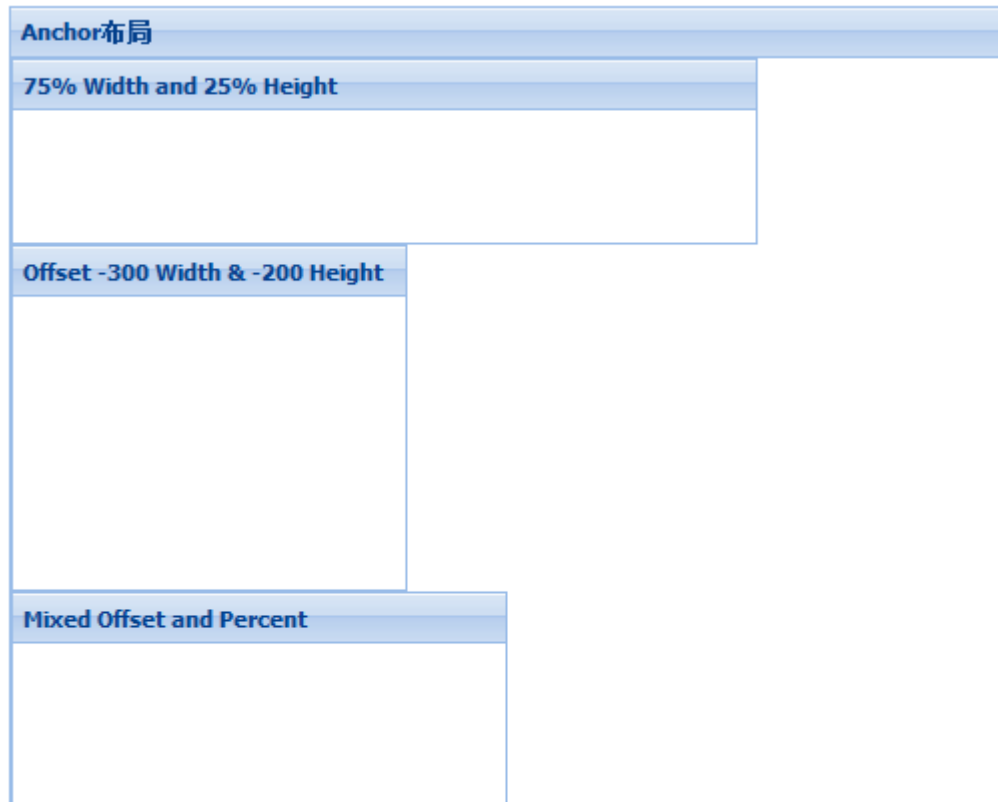 Anchor布局
75% Width and 25% Height
Offset -300 Width & -200 Height
Mixed Offset and Percent